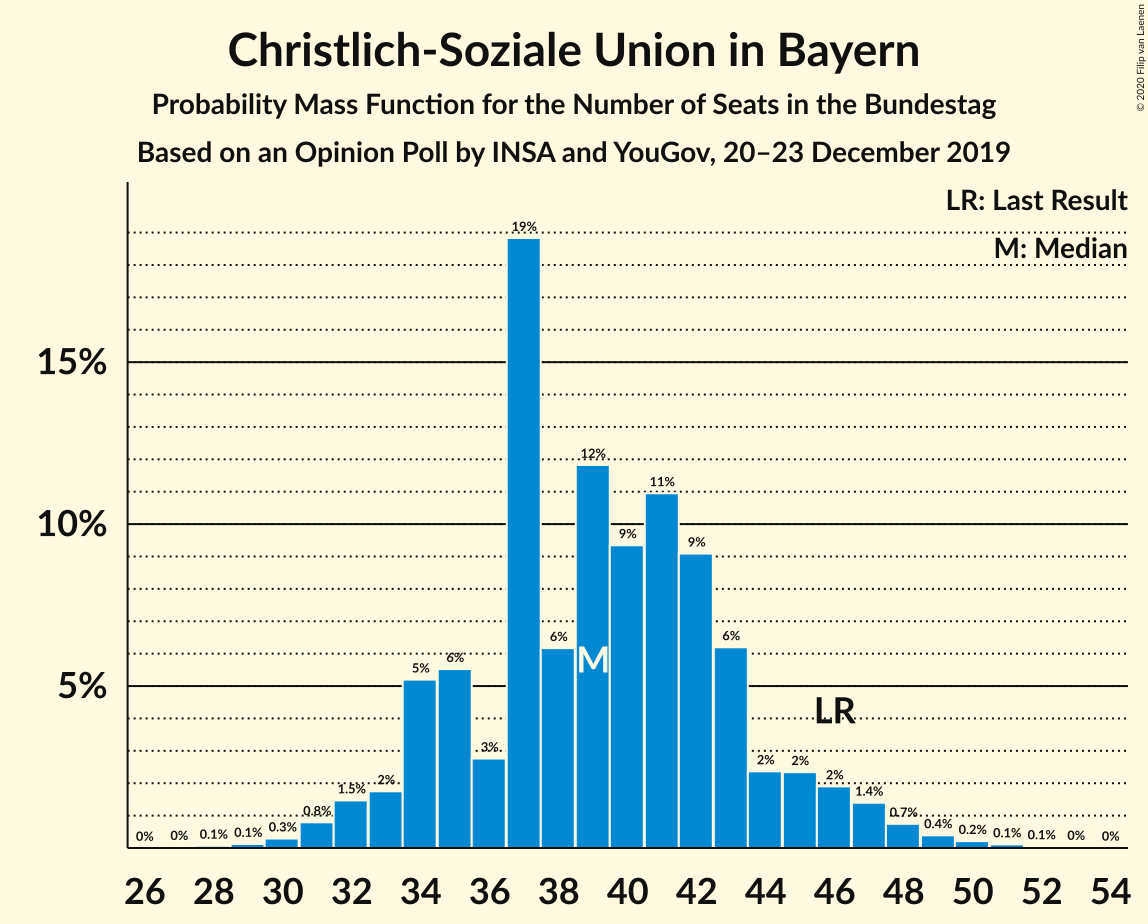 Christlich-Soziale Union in Bayern
Probability Mass Function for the Number of Seats in the Bundestag
Based on an Opinion Poll by INSA and YouGov, 20–23 December 2019
© 2020 Filip van Laenen
LR: Last Result
M: Median
15%
10%
5%
0% 0% 0.1% 0.1% 0.3% 0.8% 1.5% 2% 5% 6% 3% 19% 6% 12% 9% 11% 9% 6% 2% 2% 2% 1.4% 0.7% 0.4% 0.2% 0.1% 0.1% 0% 0%
M
LR
26 28 30 32 34 36 38 40 42 44 46 48 50 52 54